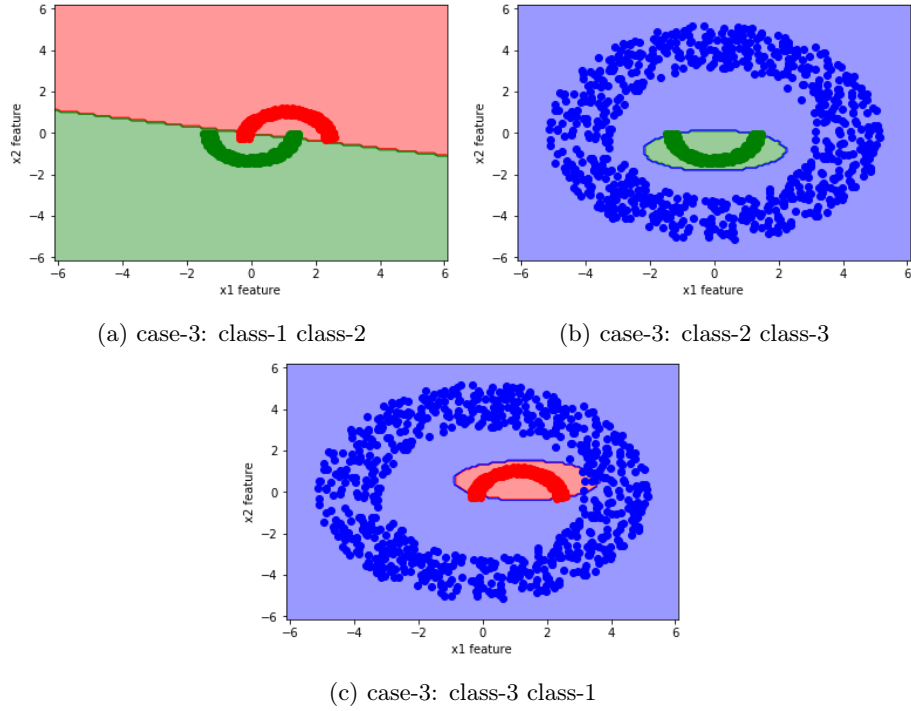 6
4
2
0
−2
−4
−6
x2 feature
−6 −4 −2 0 2 4 6
x1 feature
(a) case-3: class-1 class-2
6
4
2
0
−2
−4
−6
x2 feature
−6 −4 −2 0 2 4 6
x1 feature
(b) case-3: class-2 class-3
6
4
2
0
−2
−4
−6
x2 feature
−6 −4 −2 0 2 4 6
x1 feature
(c) case-3: class-3 class-1